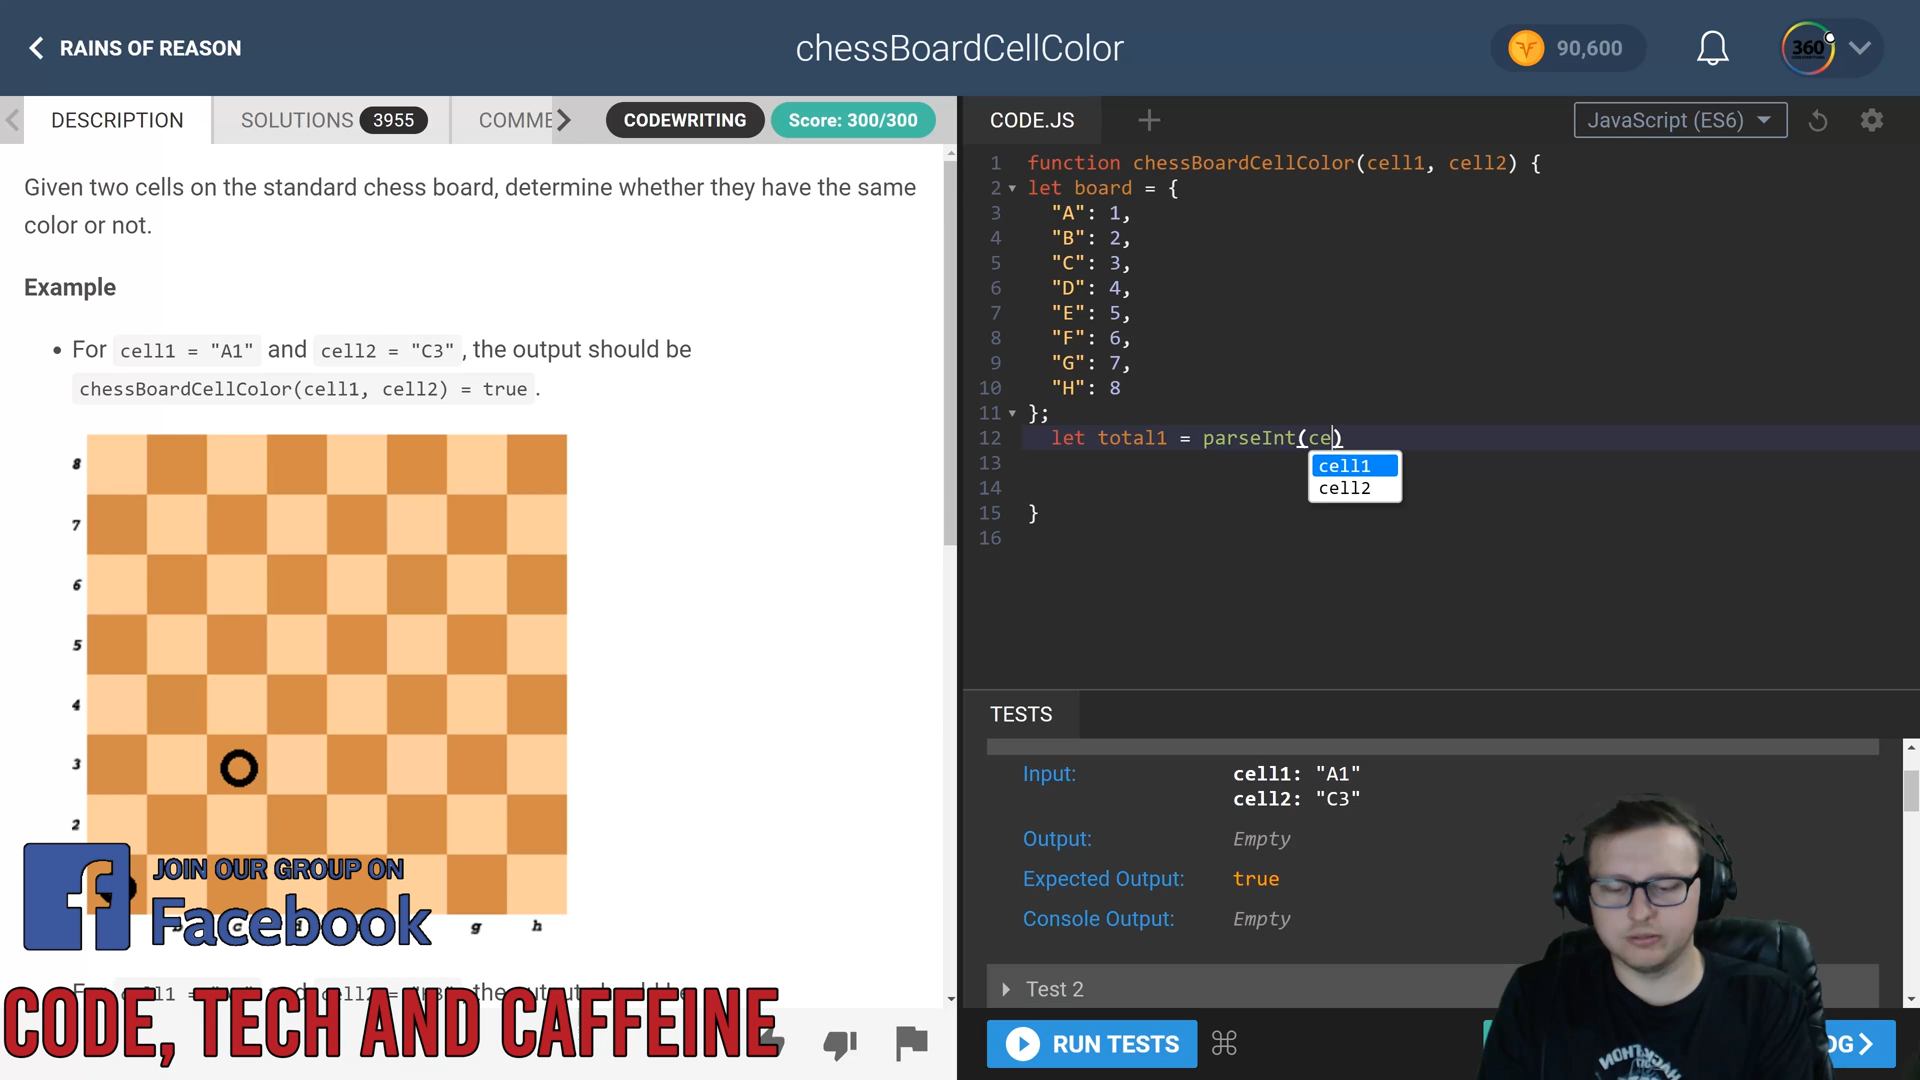 RAINS OF REASON
chessBoardCellColor
90,600
360
DESCRIPTION
SOLUTIONS 3955
COMME
CODEWRITING
Score: 300/300
CODE.JS
JavaScript (ES6)
Given two cells on the standard chess board, determine whether they have the same
color or not.
Example
• For cell1 = "A1" and cell2 = "C3", the output should be
chessBoardCellColor(cell1, cell2) = true.
8
7
6
5
4
3
2
g h
JOIN OUR GROUP ON
Facebook
CODE, TECH AND CAFFEINE
1 function chessBoardCellColor(cell1, cell2) {
2 let board = {
3 "A": 1,
4 "B": 2,
5 "C": 3,
6 "D": 4,
7 "E": 5,
8 "F": 6,
9 "G": 7,
10 "H": 8
11 };
12 let total1 = parseInt(ce)
13
14
15 }
16
cell1
cell2
TESTS
Input: cell1: "A1"
cell2: "C3"
Output: Empty
Expected Output: true
Console Output: Empty
Test 2
RUN TESTS